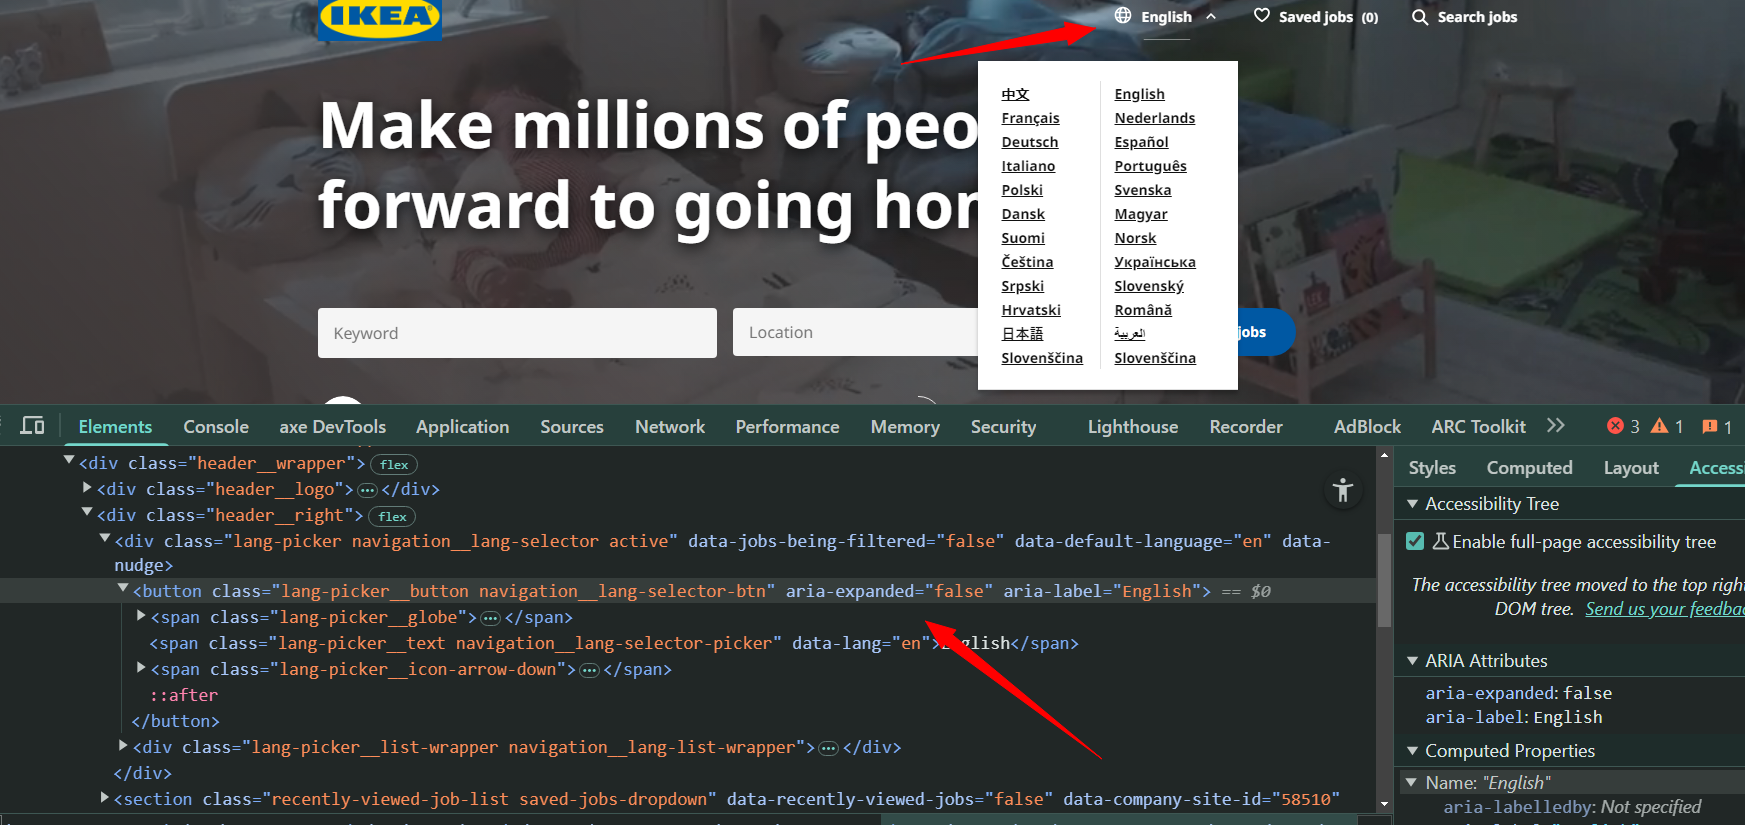 IKEA
English
Saved jobs (0)
Search jobs
Make millions of peo
forward to going hor
中文
English
Français
Nederlands
Deutsch
Español
Italiano
Português
Polski
Svenska
Dansk
Magyar
Suomi
Norsk
Čeština
Українська
Srpski
Slovenský
Hrvatski
Română
日本語
العربية
Slovenščina
Slovenščina
Keyword
Location
jobs
Elements
Console
axe DevTools
Application
Sources
Network
Performance
Memory
Security
Lighthouse
Recorder
AdBlock
ARC Toolkit
3
1
1
<div class="header__wrapper"> flex
<div class="header__logo"> ... </div>
<div class="header__right"> flex
<div class="lang-picker navigation__lang-selector active" data-jobs-being-filtered="false" data-default-language="en" data-
nudge>
<button class="lang-picker__button navigation__lang-selector-btn" aria-expanded="false" aria-label="English"> == $0
<span class="lang-picker__globe"> ... </span>
<span class="lang-picker__text navigation__lang-selector-picker" data-lang="en">English</span>
<span class="lang-picker__icon-arrow-down"> ... </span>
::after
</button>
<div class="lang-picker__list-wrapper navigation__lang-list-wrapper"> ... </div>
</div>
<section class="recently-viewed-job-list saved-jobs-dropdown" data-recently-viewed-jobs="false" data-company-site-id="58510"
Styles
Computed
Layout
Accessi
Accessibility Tree
Enable full-page accessibility tree
The accessibility tree moved to the top right
DOM tree. Send us your feedbac
ARIA Attributes
aria-expanded: false
aria-label: English
Computed Properties
Name: "English"
aria-labelledby: Not specified